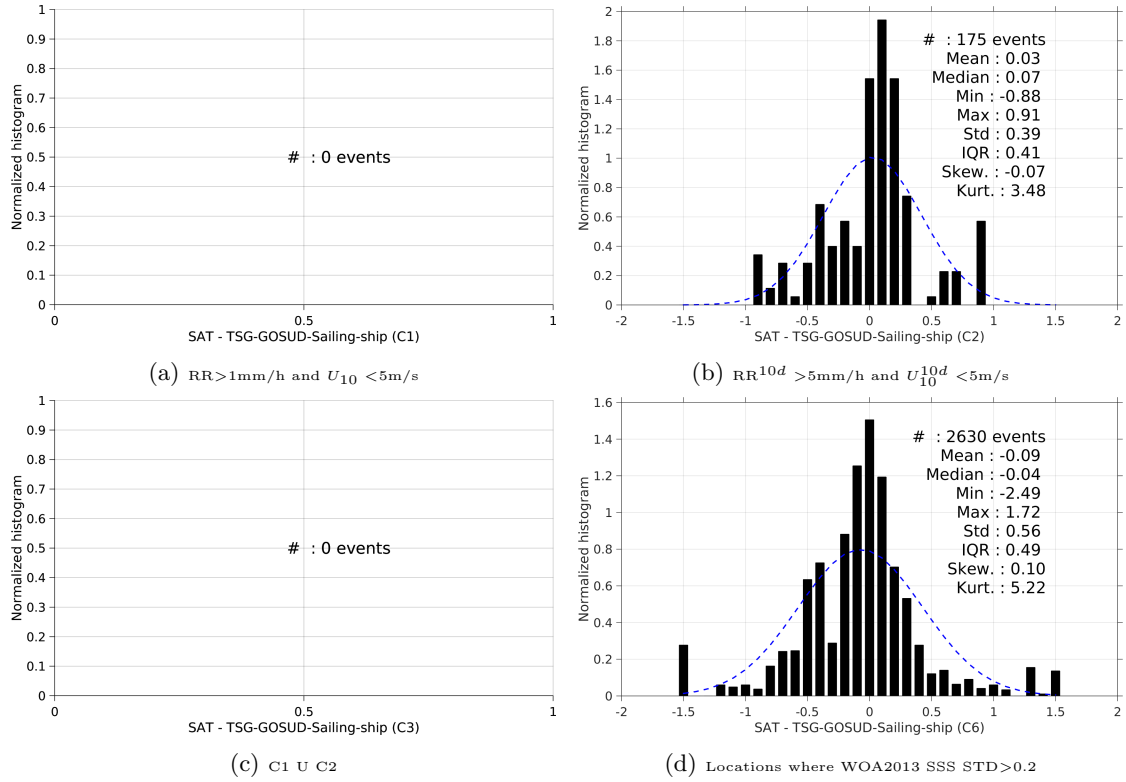 1
0.9
0.8
0.7
0.6
0.5
0.4
0.3
0.2
0.1
0
Normalized histogram
# : 0 events
0 0.5 1
SAT - TSG-GOSUD-Sailing-ship (C1)
(a) RR>1mm/h and U10 <5m/s
2
1.8
1.6
1.4
1.2
1
0.8
0.6
0.4
0.2
0
Normalized histogram
# : 175 events
Mean : 0.03
Median : 0.07
Min : -0.88
Max : 0.91
Std : 0.39
IQR : 0.41
Skew. : -0.07
Kurt. : 3.48
-2 -1.5 -1 -0.5 0 0.5 1 1.5 2
SAT - TSG-GOSUD-Sailing-ship (C2)
(b) RR10d >5mm/h and U10d10 <5m/s
1
0.9
0.8
0.7
0.6
0.5
0.4
0.3
0.2
0.1
0
Normalized histogram
# : 0 events
0 0.5 1
SAT - TSG-GOSUD-Sailing-ship (C3)
(c) C1 U C2
1.6
1.4
1.2
1
0.8
0.6
0.4
0.2
0
Normalized histogram
# : 2630 events
Mean : -0.09
Median : -0.04
Min : -2.49
Max : 1.72
Std : 0.56
IQR : 0.49
Skew. : 0.10
Kurt. : 5.22
-2 -1.5 -1 -0.5 0 0.5 1 1.5 2
SAT - TSG-GOSUD-Sailing-ship (C6)
(d) Locations where WOA2013 SSS STD>0.2